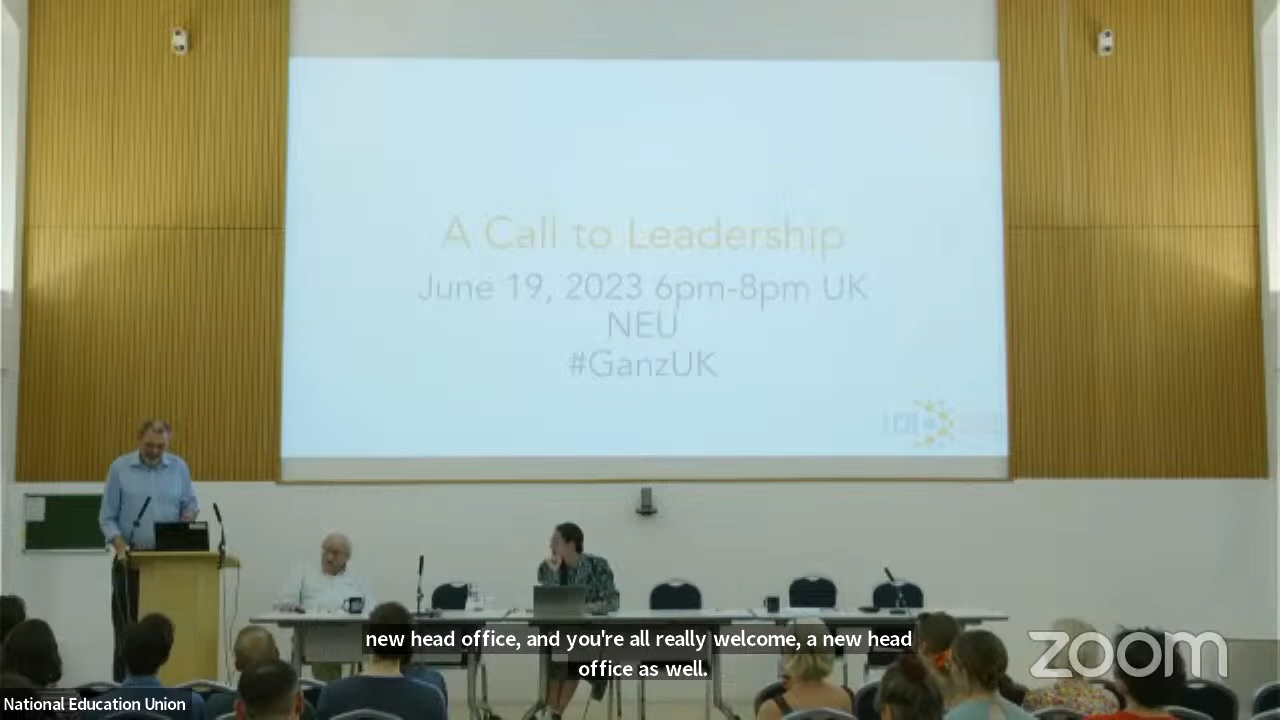 A Call to Leadership
June 19, 2023 6pm-8pm UK
NEU
#GanzUK
new head office, and you're all really welcome, a new head
office as well.
zoom
National Education Union